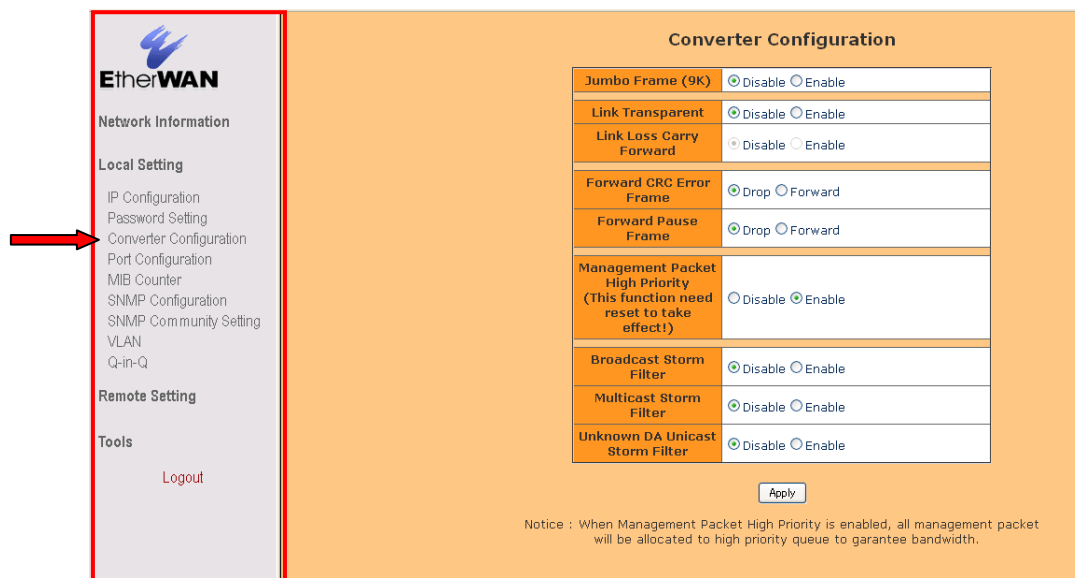 EtherWAN
Network Information
Local Setting
IP Configuration
Password Setting
Converter Configuration
Port Configuration
MIB Counter
SNMP Configuration
SNMP Community Setting
VLAN
Q-in-Q
Remote Setting
Tools
Logout
Converter Configuration
Jumbo Frame (9K) Disable Enable
Link Transparent Disable Enable
Link Loss Carry
Forward
Disable Enable
Forward CRC Error
Frame
Drop Forward
Forward Pause
Frame
Drop Forward
Management Packet
High Priority
(This function need
reset to take
effect!)
Disable Enable
Broadcast Storm
Filter
Disable Enable
Multicast Storm
Filter
Disable Enable
Unknown DA Unicast
Storm Filter
Disable Enable
Apply
Notice : When Management Packet High Priority is enabled, all management packet
will be allocated to high priority queue to garantee bandwidth.